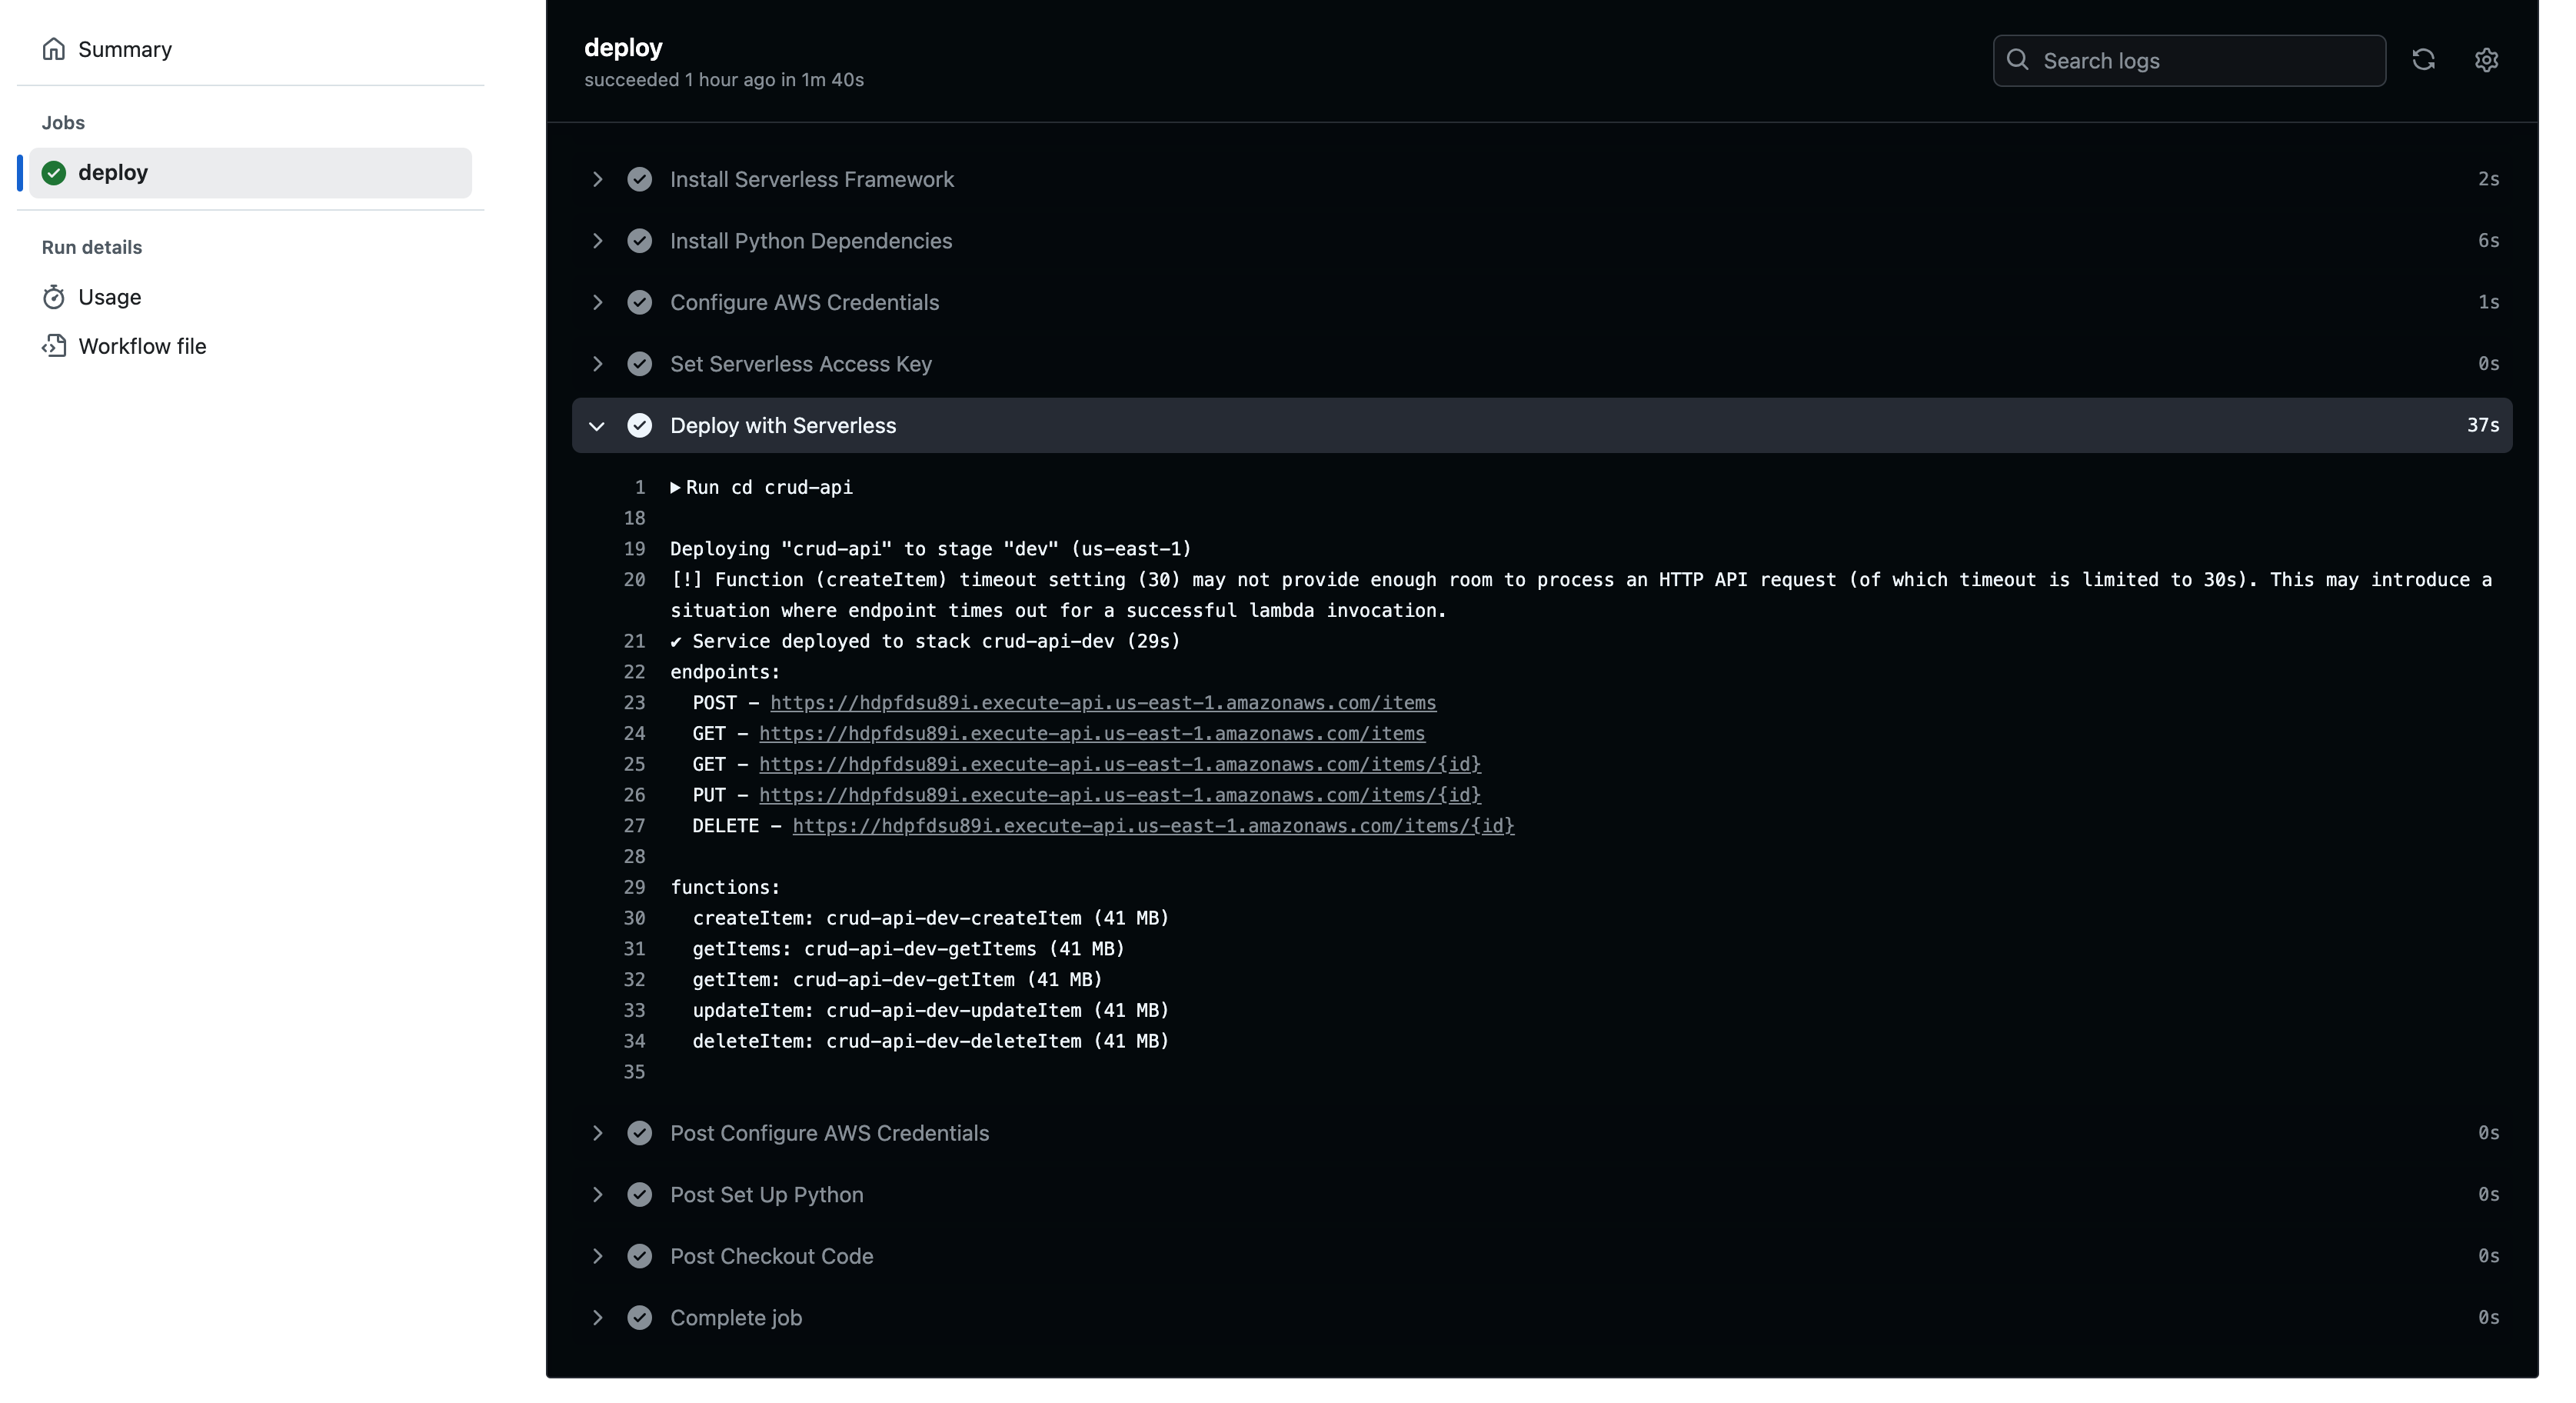 Summary
Jobs
deploy
Run details
Usage
Workflow file
deploy
succeeded 1 hour ago in 1m 40s
Search logs
Install Serverless Framework 2s
Install Python Dependencies 6s
Configure AWS Credentials 1s
Set Serverless Access Key 0s
Deploy with Serverless 37s
1 Run cd crud-api
18
19 Deploying "crud-api" to stage "dev" (us-east-1)
20 [!] Function (createItem) timeout setting (30) may not provide enough room to process an HTTP API request (of which timeout is limited to 30s). This may introduce a
situation where endpoint times out for a successful lambda invocation.
21 ✔ Service deployed to stack crud-api-dev (29s)
22 endpoints:
23 POST - https://hdpfdsu89i.execute-api.us-east-1.amazonaws.com/items
24 GET - https://hdpfdsu89i.execute-api.us-east-1.amazonaws.com/items
25 GET - https://hdpfdsu89i.execute-api.us-east-1.amazonaws.com/items/{id}
26 PUT - https://hdpfdsu89i.execute-api.us-east-1.amazonaws.com/items/{id}
27 DELETE - https://hdpfdsu89i.execute-api.us-east-1.amazonaws.com/items/{id}
28
29 functions:
30 createItem: crud-api-dev-createItem (41 MB)
31 getItems: crud-api-dev-getItems (41 MB)
32 getItem: crud-api-dev-getItem (41 MB)
33 updateItem: crud-api-dev-updateItem (41 MB)
34 deleteItem: crud-api-dev-deleteItem (41 MB)
35
Post Configure AWS Credentials 0s
Post Set Up Python 0s
Post Checkout Code 0s
Complete job 0s